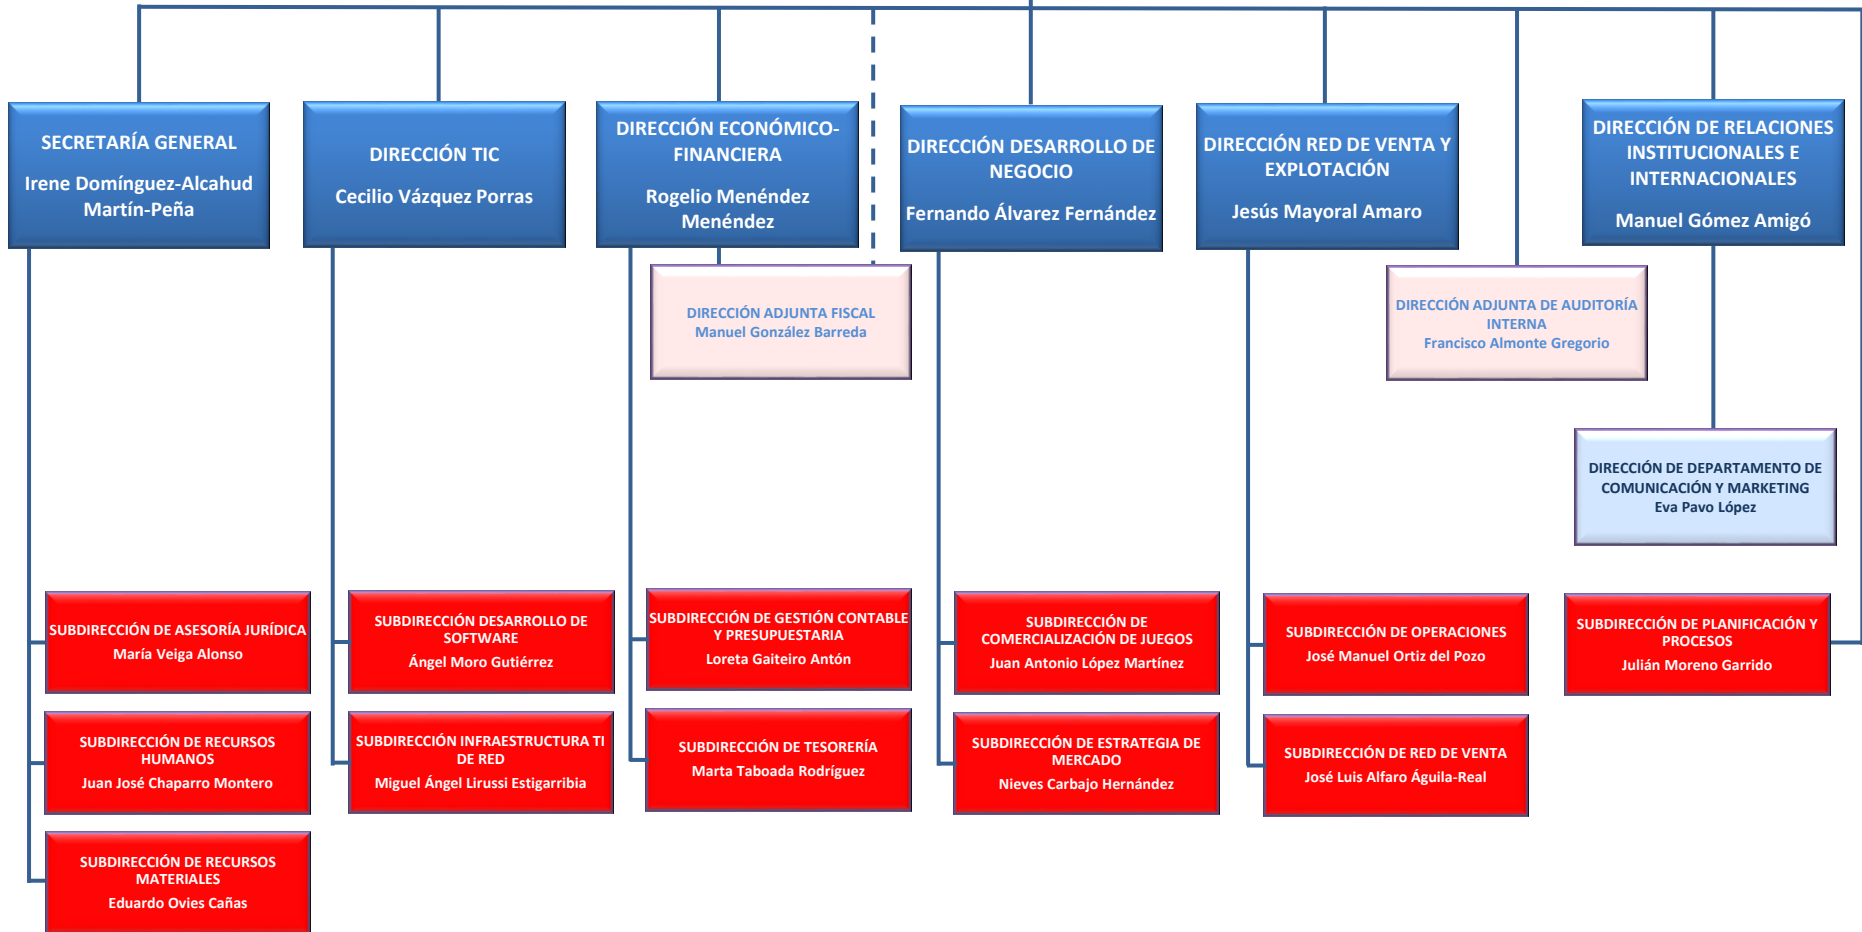 SECRETARÍA GENERAL
Irene Domínguez-Alcahud
Martín-Peña
DIRECCIÓN TIC
Cecilio Vázquez Porras
DIRECCIÓN ECONÓMICO-
FINANCIERA
Rogelio Menéndez
Menéndez
DIRECCIÓN DESARROLLO DE
NEGOCIO
Fernando Álvarez Fernández
DIRECCIÓN RED DE VENTA Y
EXPLOTACIÓN
Jesús Mayoral Amaro
DIRECCIÓN DE RELACIONES
INSTITUCIONALES E
INTERNACIONALES
Manuel Gómez Amigó
DIRECCIÓN ADJUNTA FISCAL
Manuel González Barreda
DIRECCIÓN ADJUNTA DE AUDITORÍA
INTERNA
Francisco Almonte Gregorio
DIRECCIÓN DE DEPARTAMENTO DE
COMUNICACIÓN Y MARKETING
Eva Pavo López
SUBDIRECCIÓN DE ASESORÍA JURÍDICA
María Veiga Alonso
SUBDIRECCIÓN DESARROLLO DE
SOFTWARE
Ángel Moro Gutiérrez
SUBDIRECCIÓN DE GESTIÓN CONTABLE
Y PRESUPUESTARIA
Loreta Gaiteiro Antón
SUBDIRECCIÓN DE
COMERCIALIZACIÓN DE JUEGOS
Juan Antonio López Martínez
SUBDIRECCIÓN DE OPERACIONES
José Manuel Ortiz del Pozo
SUBDIRECCIÓN DE PLANIFICACIÓN Y
PROCESOS
Julián Moreno Garrido
SUBDIRECCIÓN DE RECURSOS
HUMANOS
Juan José Chaparro Montero
SUBDIRECCIÓN INFRAESTRUCTURA TI
DE RED
Miguel Ángel Lirussi Estigarribia
SUBDIRECCIÓN DE TESORERÍA
Marta Taboada Rodríguez
SUBDIRECCIÓN DE ESTRATEGIA DE
MERCADO
Nieves Carbajo Hernández
SUBDIRECCIÓN DE RED DE VENTA
José Luis Alfaro Águila-Real
SUBDIRECCIÓN DE RECURSOS
MATERIALES
Eduardo Ovies Cañas